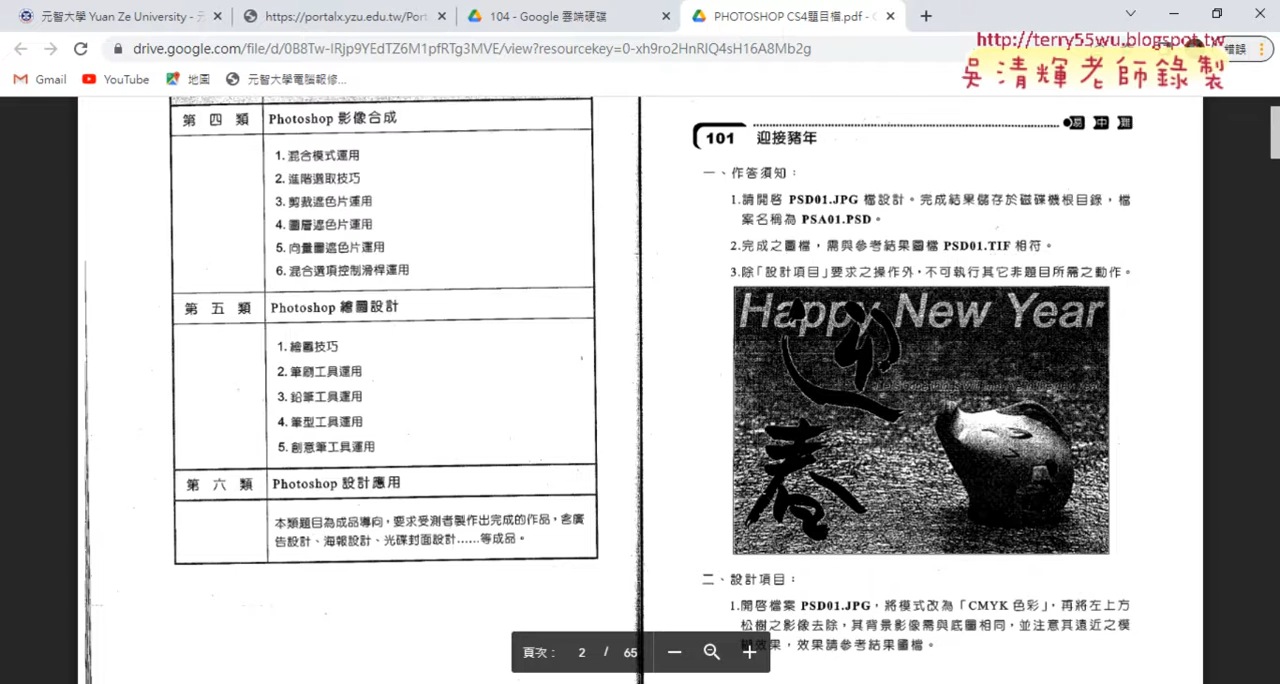 元智大學 Yuan Ze University - 元
https://portalx.yzu.edu.tw/Port
104 - Google 雲端硬碟
PHOTOSHOP CS4題目檔.pdf - G
drive.google.com/file/d/0B8Tw-lRjp9YEdTZ6M1pfRTg3MVE/view?resourcekey=0-xh9ro2HnRIQ4sH16A8Mb2g
http://terry55wu.blogspot.tw
錯誤
吳清輝老師錄製
Gmail
YouTube
地圖
元智大學電腦報修...
第四類 Photoshop 影像合成
1. 混合模式運用
2. 進階選取技巧
3. 剪裁遮色片運用
4. 圖層遮色片運用
5. 向量圖遮色片運用
6. 混合選項控制滑桿運用
第五類 Photoshop 繪圖設計
1. 繪圖技巧
2. 筆刷工具運用
3. 鉛筆工具運用
4. 筆型工具運用
5. 創意筆工具運用
第六類 Photoshop 設計應用
本類題目為成品導向，要求受測者製作出完成的作品，含廣
告設計、海報設計、光碟封面設計……等成品。
101 迎接豬年
易 中 難
一、作答須知：
1.請開啓 PSD01.JPG 檔設計。完成結果儲存於磁碟機根目錄，檔
案名稱為 PSA01.PSD。
2.完成之圖檔，需與參考結果圖檔 PSD01.TIF 相符。
3.除「設計項目」要求之操作外，不可執行其它非題目所需之動作。
Happy New Year
迎
春
二、設計項目：
1.開啓檔案 PSD01.JPG，將模式改為「CMYK 色彩」，再將左上方
松樹之影像去除，其背景影像需與底圖相同，並注意其遠近之模
糊效果，效果請參考結果圖檔。
頁次： 2 / 65